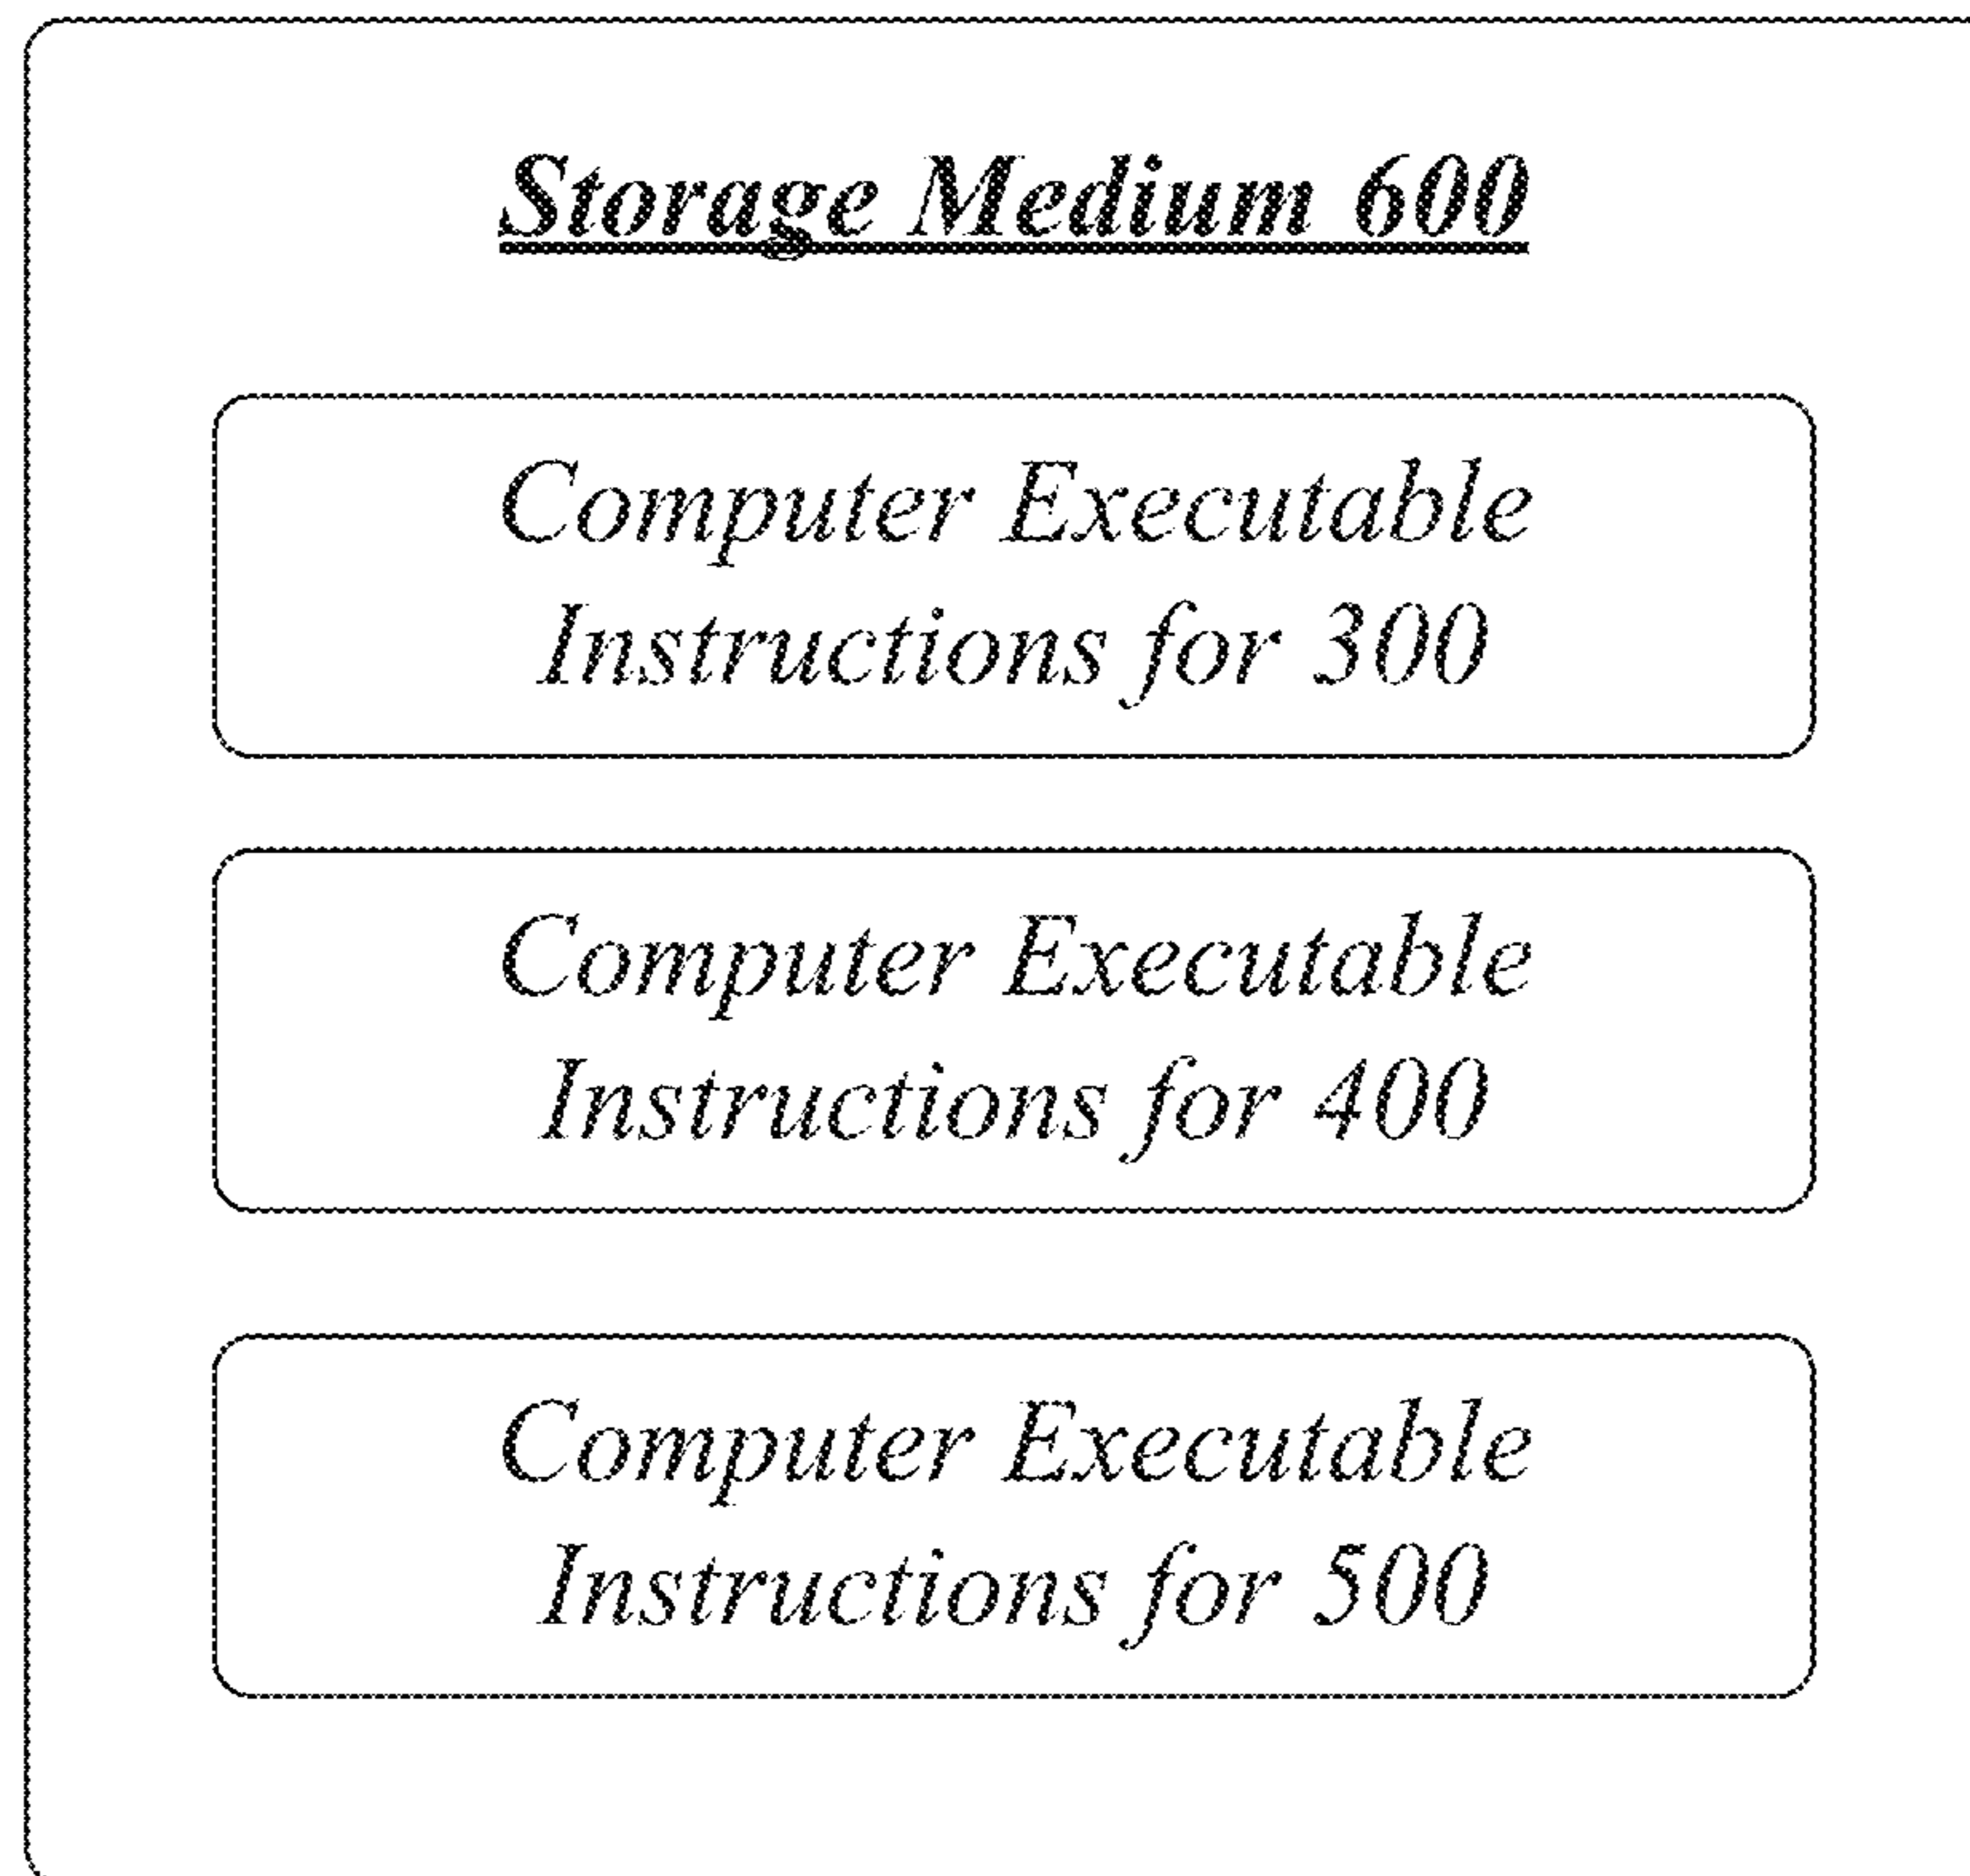 Storage Medium 600
Computer Executable
Instructions for 300
Computer Executable
Instructions for 400
Computer Executable
Instructions for 500